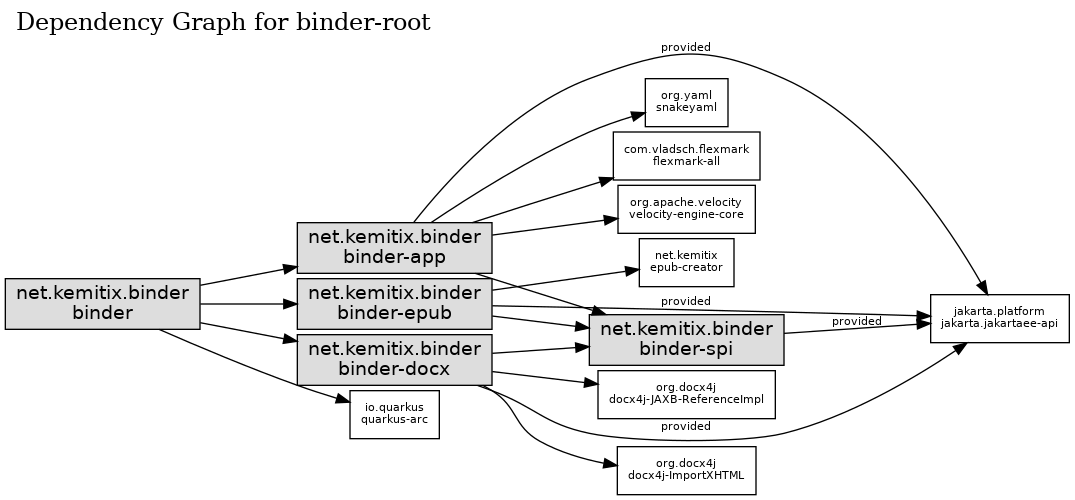 Dependency Graph for binder-root
provided
org.yaml
snakeyaml
com.vladsch.flexmark
flexmark-all
org.apache.velocity
velocity-engine-core
net.kemitix.binder
binder-app
net.kemitix
epub-creator
net.kemitix.binder
binder
net.kemitix.binder
binder-epub
provided
jakarta.platform
jakarta.jakartaee-api
net.kemitix.binder
binder-spi
provided
net.kemitix.binder
binder-docx
org.docx4j
docx4j-JAXB-ReferenceImpl
io.quarkus
quarkus-arc
provided
org.docx4j
docx4j-ImportXHTML